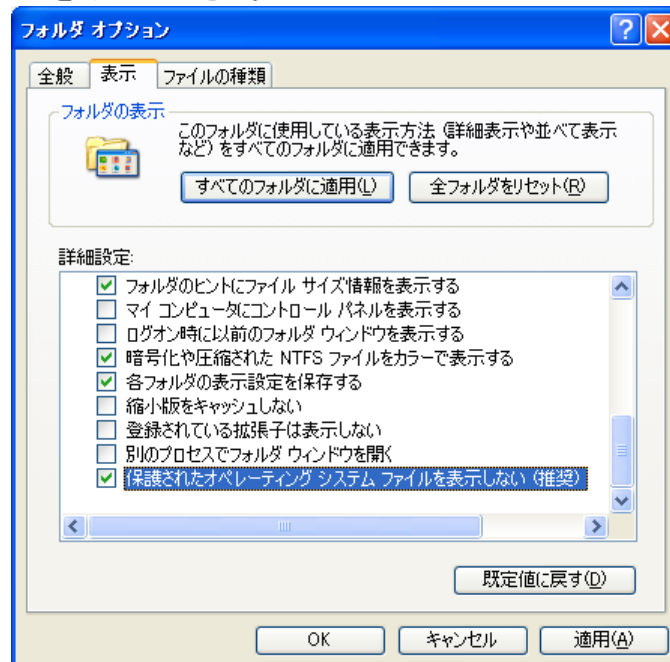 フォルダ オプション
全般
表示
ファイルの種類
フォルダの表示
このフォルダに使用している表示方法 (詳細表示や並べて表示
など) をすべてのフォルダに適用できます。
すべてのフォルダに適用(L)
全フォルダをリセット(R)
詳細設定:
フォルダのヒントにファイル サイズ情報を表示する
マイ コンピュータにコントロール パネルを表示する
ログオン時に以前のフォルダ ウィンドウを表示する
暗号化や圧縮された NTFS ファイルをカラーで表示する
各フォルダの表示設定を保存する
縮小版をキャッシュしない
登録されている拡張子は表示しない
別のプロセスでフォルダ ウィンドウを開く
保護されたオペレーティング システム ファイルを表示しない (推奨)
既定値に戻す(D)
OK
キャンセル
適用(A)